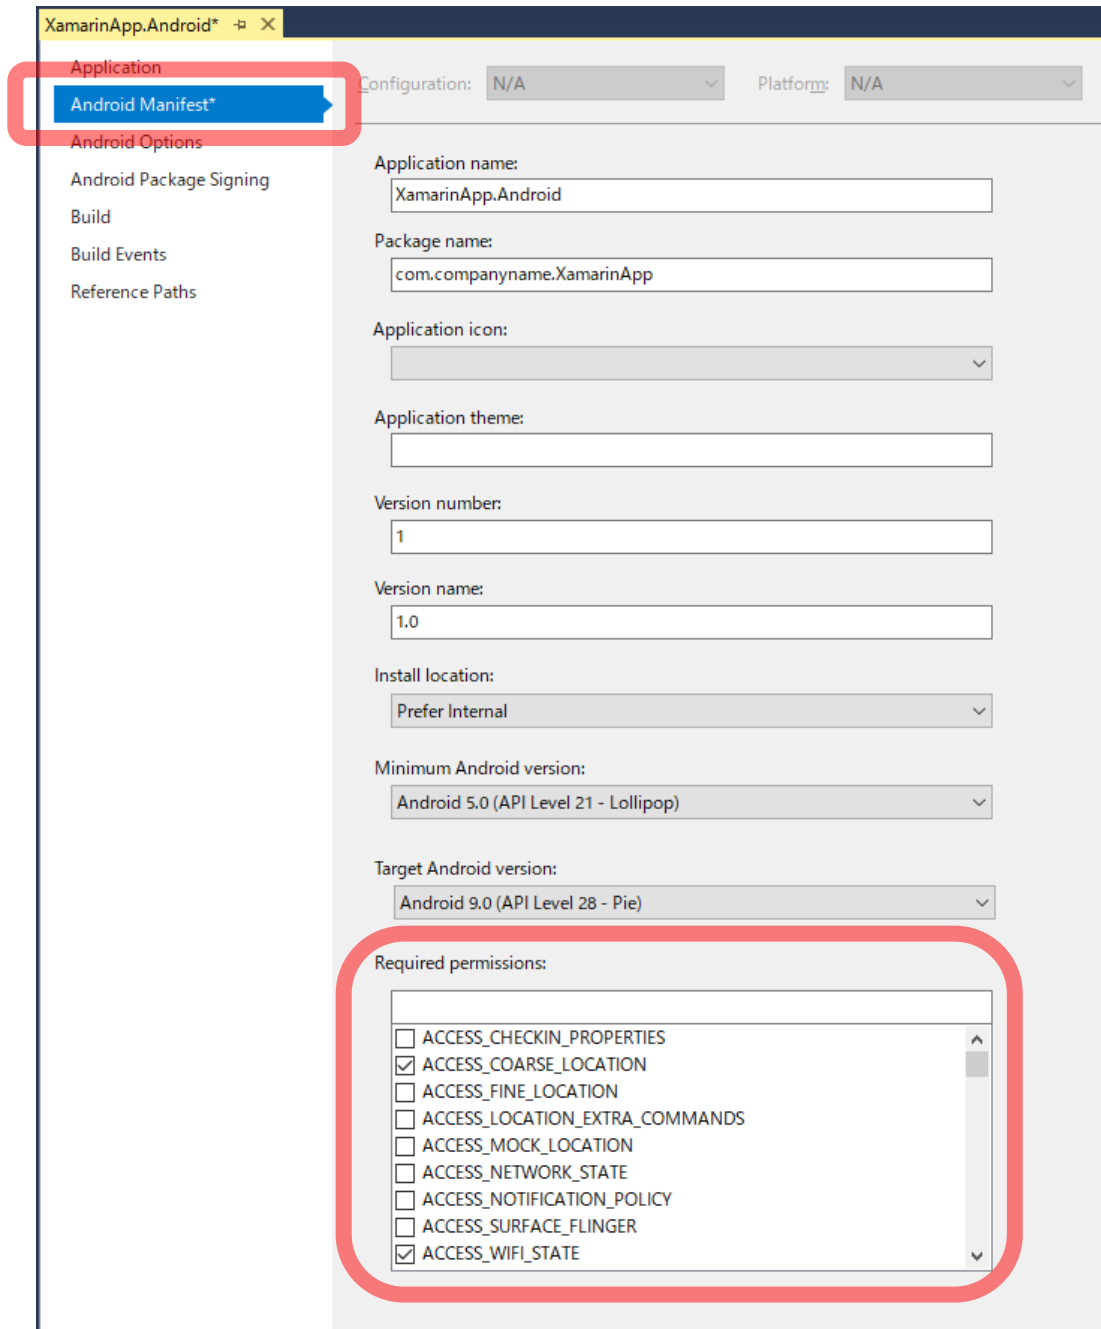 XamarinApp.Android*
Application
Android Manifest*
Android Options
Android Package Signing
Build
Build Events
Reference Paths
Configuration: N/A Platform: N/A
Application name:
XamarinApp.Android
Package name:
com.companyname.XamarinApp
Application icon:
Application theme:
Version number:
1
Version name:
1.0
Install location:
Prefer Internal
Minimum Android version:
Android 5.0 (API Level 21 - Lollipop)
Target Android version:
Android 9.0 (API Level 28 - Pie)
Required permissions:
ACCESS_CHECKIN_PROPERTIES
ACCESS_COARSE_LOCATION
ACCESS_FINE_LOCATION
ACCESS_LOCATION_EXTRA_COMMANDS
ACCESS_MOCK_LOCATION
ACCESS_NETWORK_STATE
ACCESS_NOTIFICATION_POLICY
ACCESS_SURFACE_FLINGER
ACCESS_WIFI_STATE